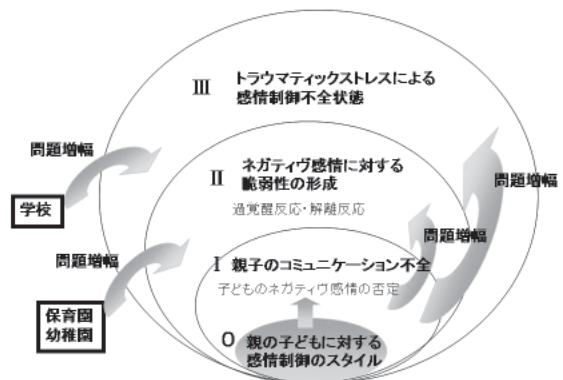 Ⅲ トラウマティックストレスによる
感情制御不全状態
問題増幅
学校
Ⅱ ネガティヴ感情に対する
脆弱性の形成
過覚醒反応・解離反応
問題増幅
問題増幅
問題増幅
保育園
幼稚園
Ⅰ 親子のコミュニケーション不全
子どものネガティヴ感情の否定
0 親の子どもに対する
感情制御のスタイル